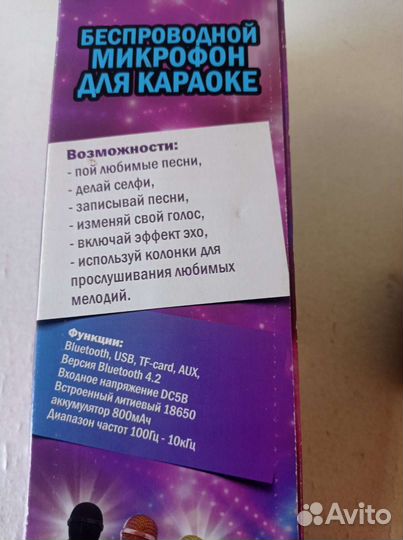 БЕСПРОВОДНОЙ
МИКРОФОН
ДЛЯ КАРАОКЕ
Возможности:
- пой любимые песни,
- делай селфи,
- записывай песни,
- изменяй свой голос,
- включай эффект эхо,
- используй колонки для
прослушивания любимых
мелодий.
Функции:
Bluetooth, USB, TF-card, AUX,
Версия Bluetooth 4.2
Входное напряжение DC5В
Встроенный литиевый 18650
аккумулятор 800мАч
Диапазон частот 100Гц - 10кГц
Avito